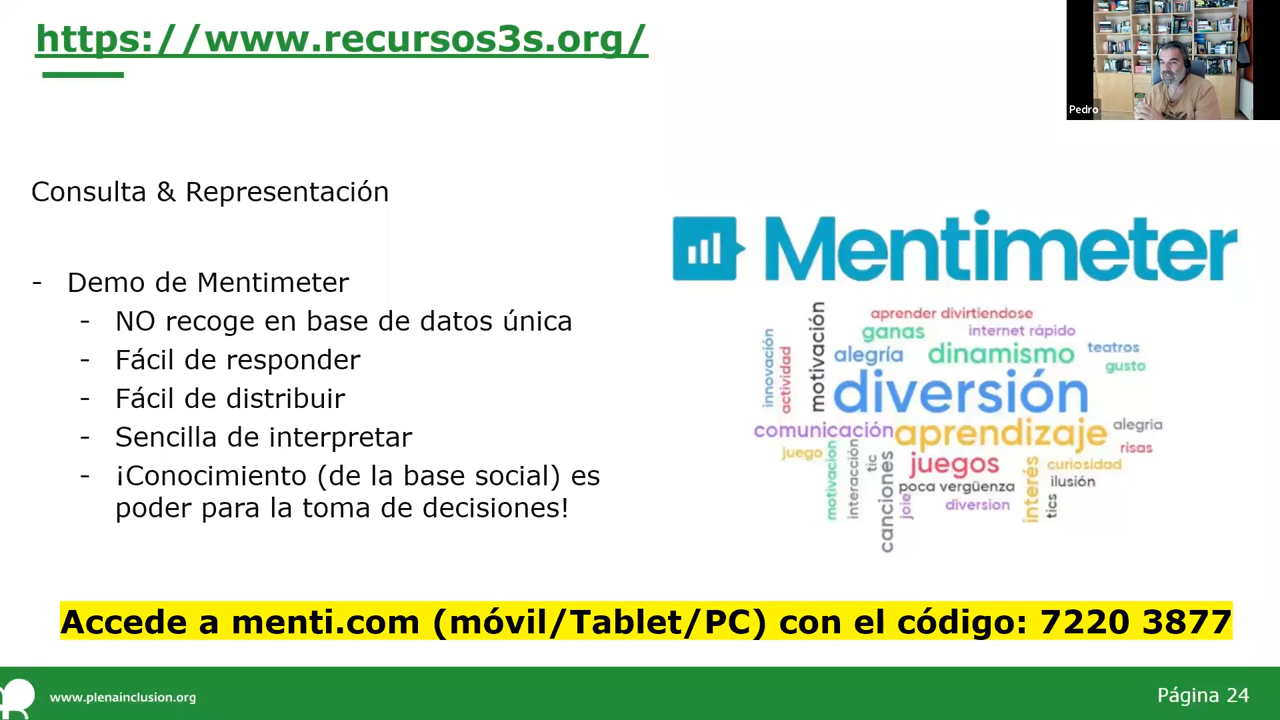 https://www.recursos3s.org/
Pedro
Consulta & Representación
- Demo de Mentimeter
- NO recoge en base de datos única
- Fácil de responder
- Fácil de distribuir
- Sencilla de interpretar
- ¡Conocimiento (de la base social) es
poder para la toma de decisiones!
Mentimeter
innovación
actividad
motivación
aprender divirtiendose
ganas
internet rápido
alegría
dinamismo
teatros
gusto
diversión
comunicación
aprendizaje
alegria
juego
motivacion
interacción
tic
canciones
juegos
joie
poca vergüenza
diversion
interés
curiosidad
risas
ilusión
tics
Accede a menti.com (móvil/Tablet/PC) con el código: 7220 3877
www.plenainclusion.org
Página 24